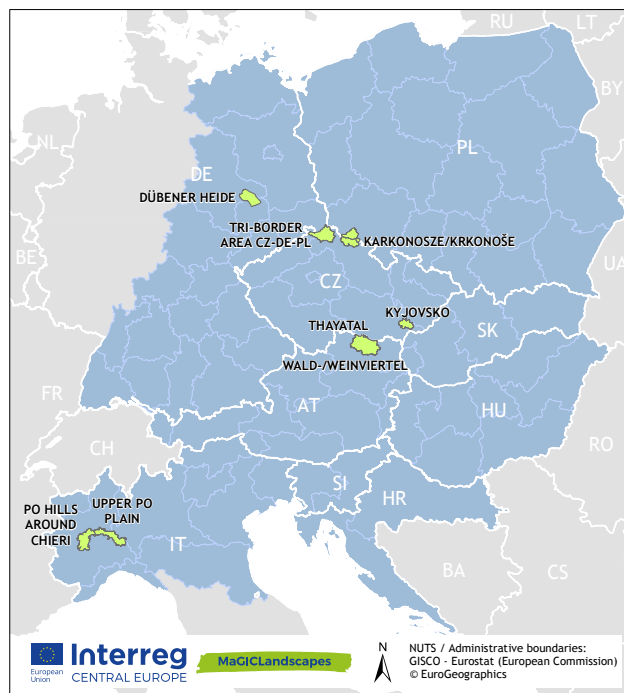 RU
LT
BY
NL
PL
DE
DÜBENER HEIDE
TRI-BORDER
AREA CZ-DE-PL
KARKONOSZE/KRKONOŠE
BE
UA
CZ
KYJOVSKO
THAYATAL
SK
WALD-/WEINVIERTEL
FR
AT
HU
CH
RO
SI
HR
PO HILLS
AROUND
CHIERI
UPPER PO
PLAIN
IT
BA
CS
Interreg
CENTRAL EUROPE
European
Union
MaGICLandscapes
N
NUTS / Administrative boundaries:
GISCO - Eurostat (European Commission)
© EuroGeographics